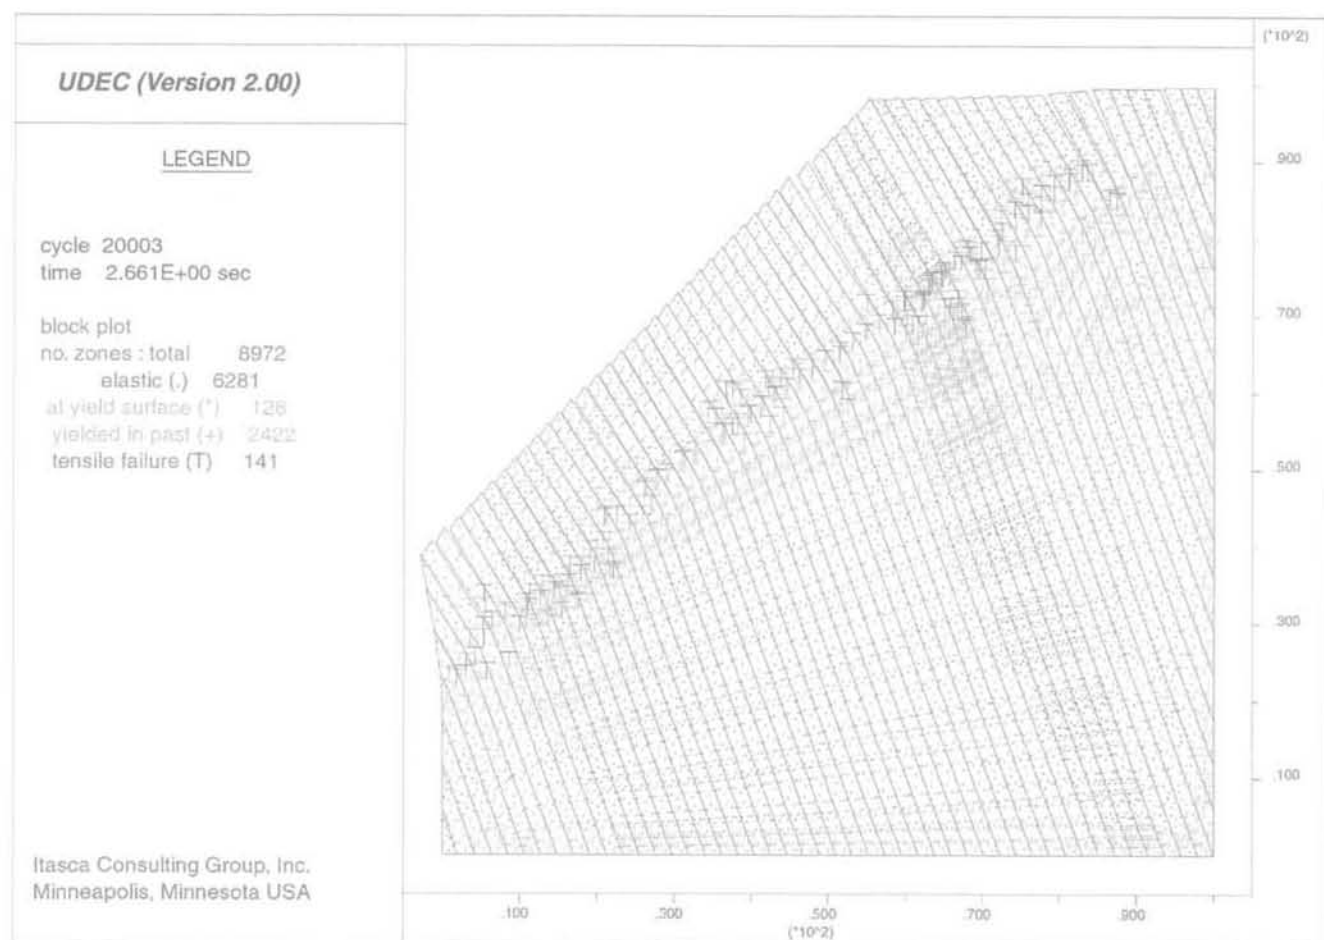 UDEC (Version 2.00)
LEGEND
cycle 20003
time 2.661E+00 sec
block plot
no. zones : total 8972
elastic (.) 6281
at yield surface (*) 128
yielded in past (+) 2422
tensile failure (T) 141
Itasca Consulting Group, Inc.
Minneapolis, Minnesota USA
(*10^2)
.900
.700
.500
.300
.100
.100 .300 .500 .700 .900
(*10^2)